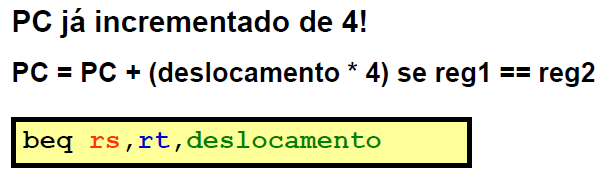 PC já incrementado de 4!
PC = PC + (deslocamento * 4) se reg1 == reg2
beq rs,rt,deslocamento